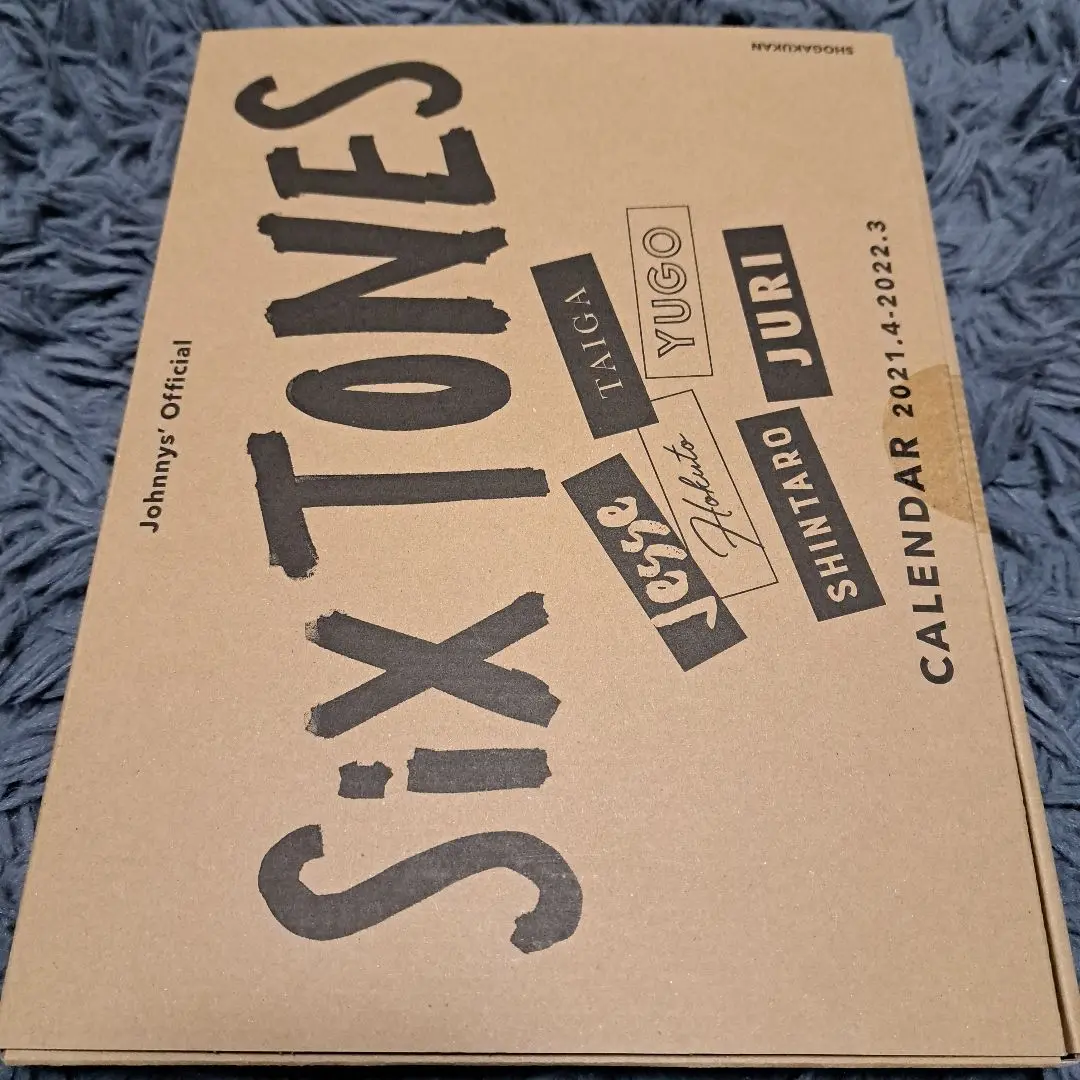 Johnnys' Official
SixTONES
TAIGA
YUGO
Jesse
Hokuto
JURI
SHINTARO
CALENDAR 2021.4-2022.3
SHOGAKUKAN